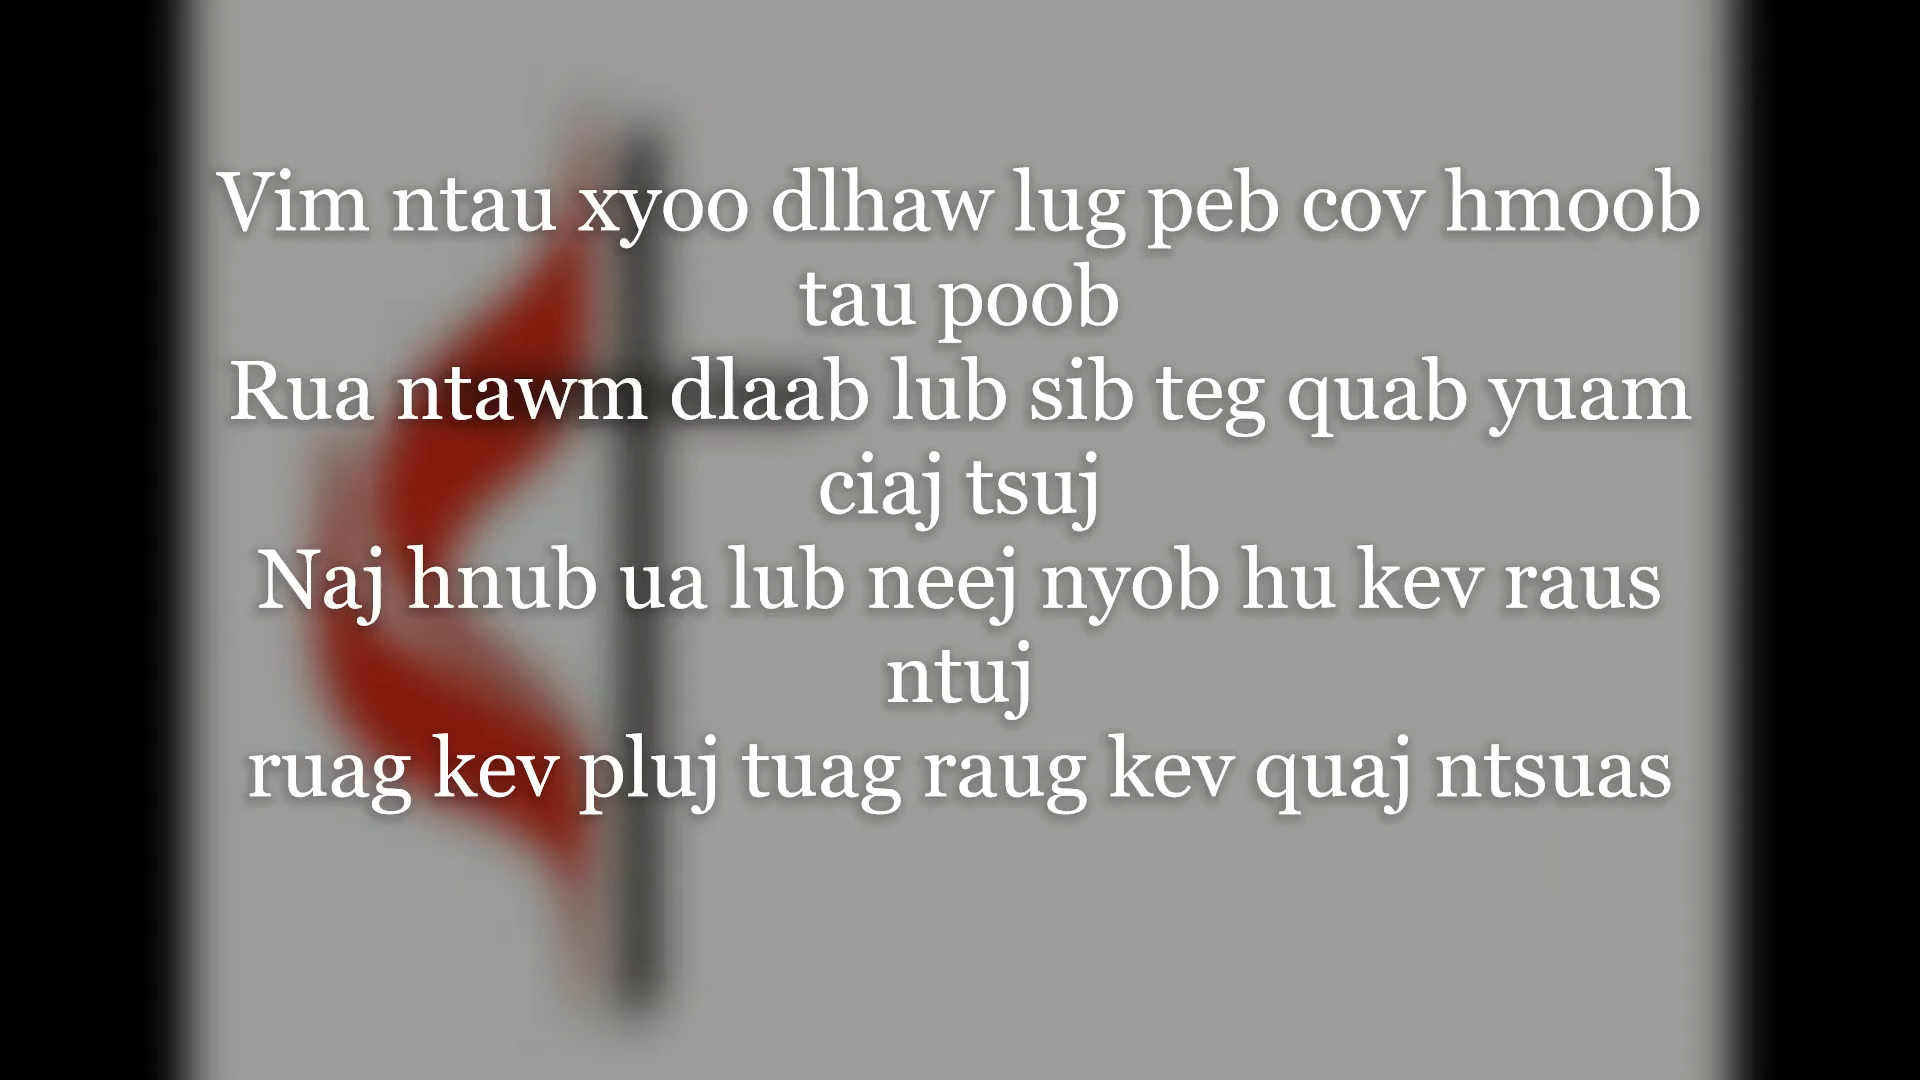 Vim ntau xyoo dlhaw lug peb cov hmoob
tau poob
Rua ntawm dlaab lub sib teg quab yuam
ciaj tsuj
Naj hnub ua lub neej nyob hu kev raus
ntuj
ruag kev pluj tuag raug kev quaj ntsuas